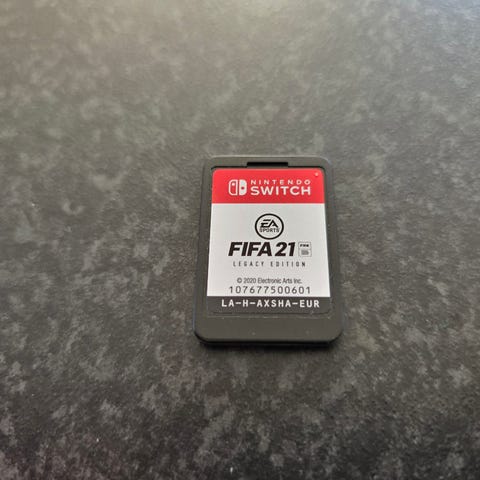 NINTENDO
SWITCH
EA
SPORTS
FIFA 21
LEGACY EDITION
© 2020 Electronic Arts Inc.
107677500601
LA-H-AXSHA-EUR